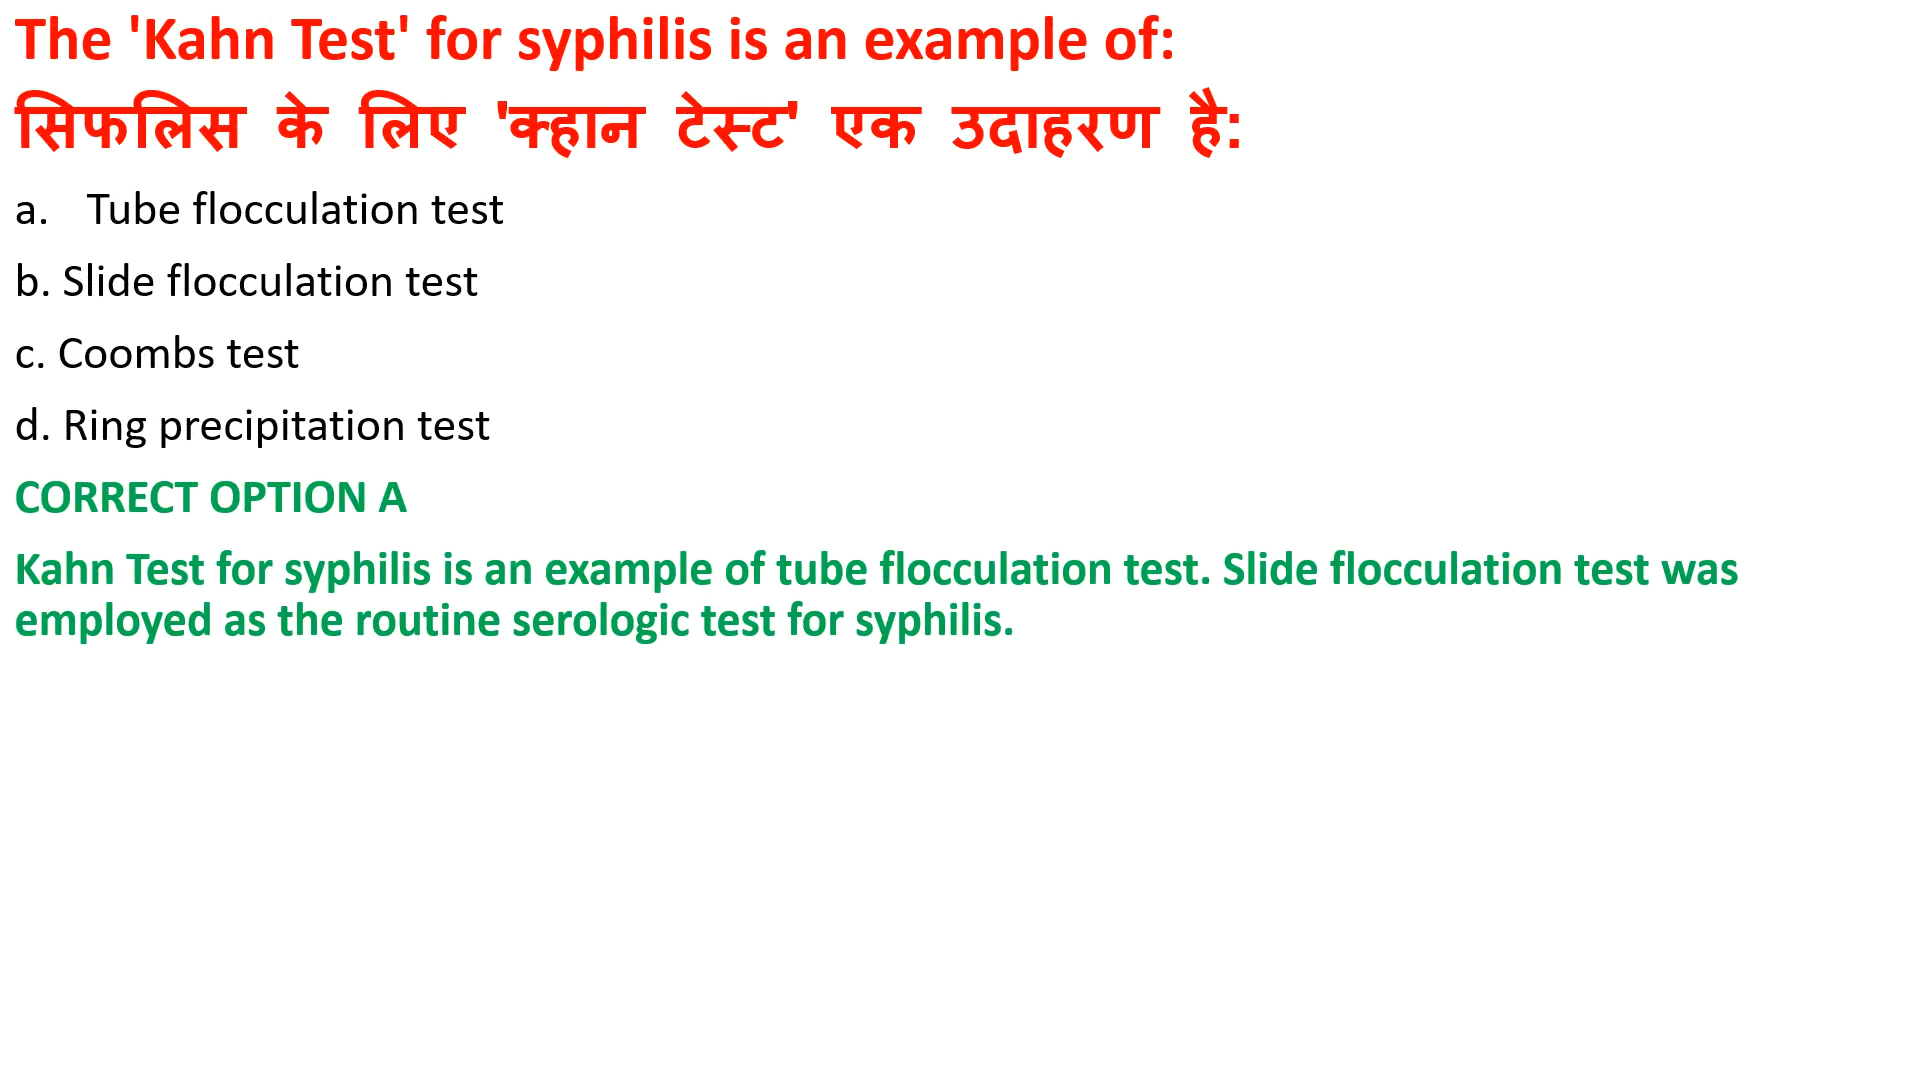 The 'Kahn Test' for syphilis is an example of:
सिफलिस के लिए 'क्हान टेस्ट' एक उदाहरण है:
a. Tube flocculation test
b. Slide flocculation test
c. Coombs test
d. Ring precipitation test
CORRECT OPTION A
Kahn Test for syphilis is an example of tube flocculation test. Slide flocculation test was
employed as the routine serologic test for syphilis.